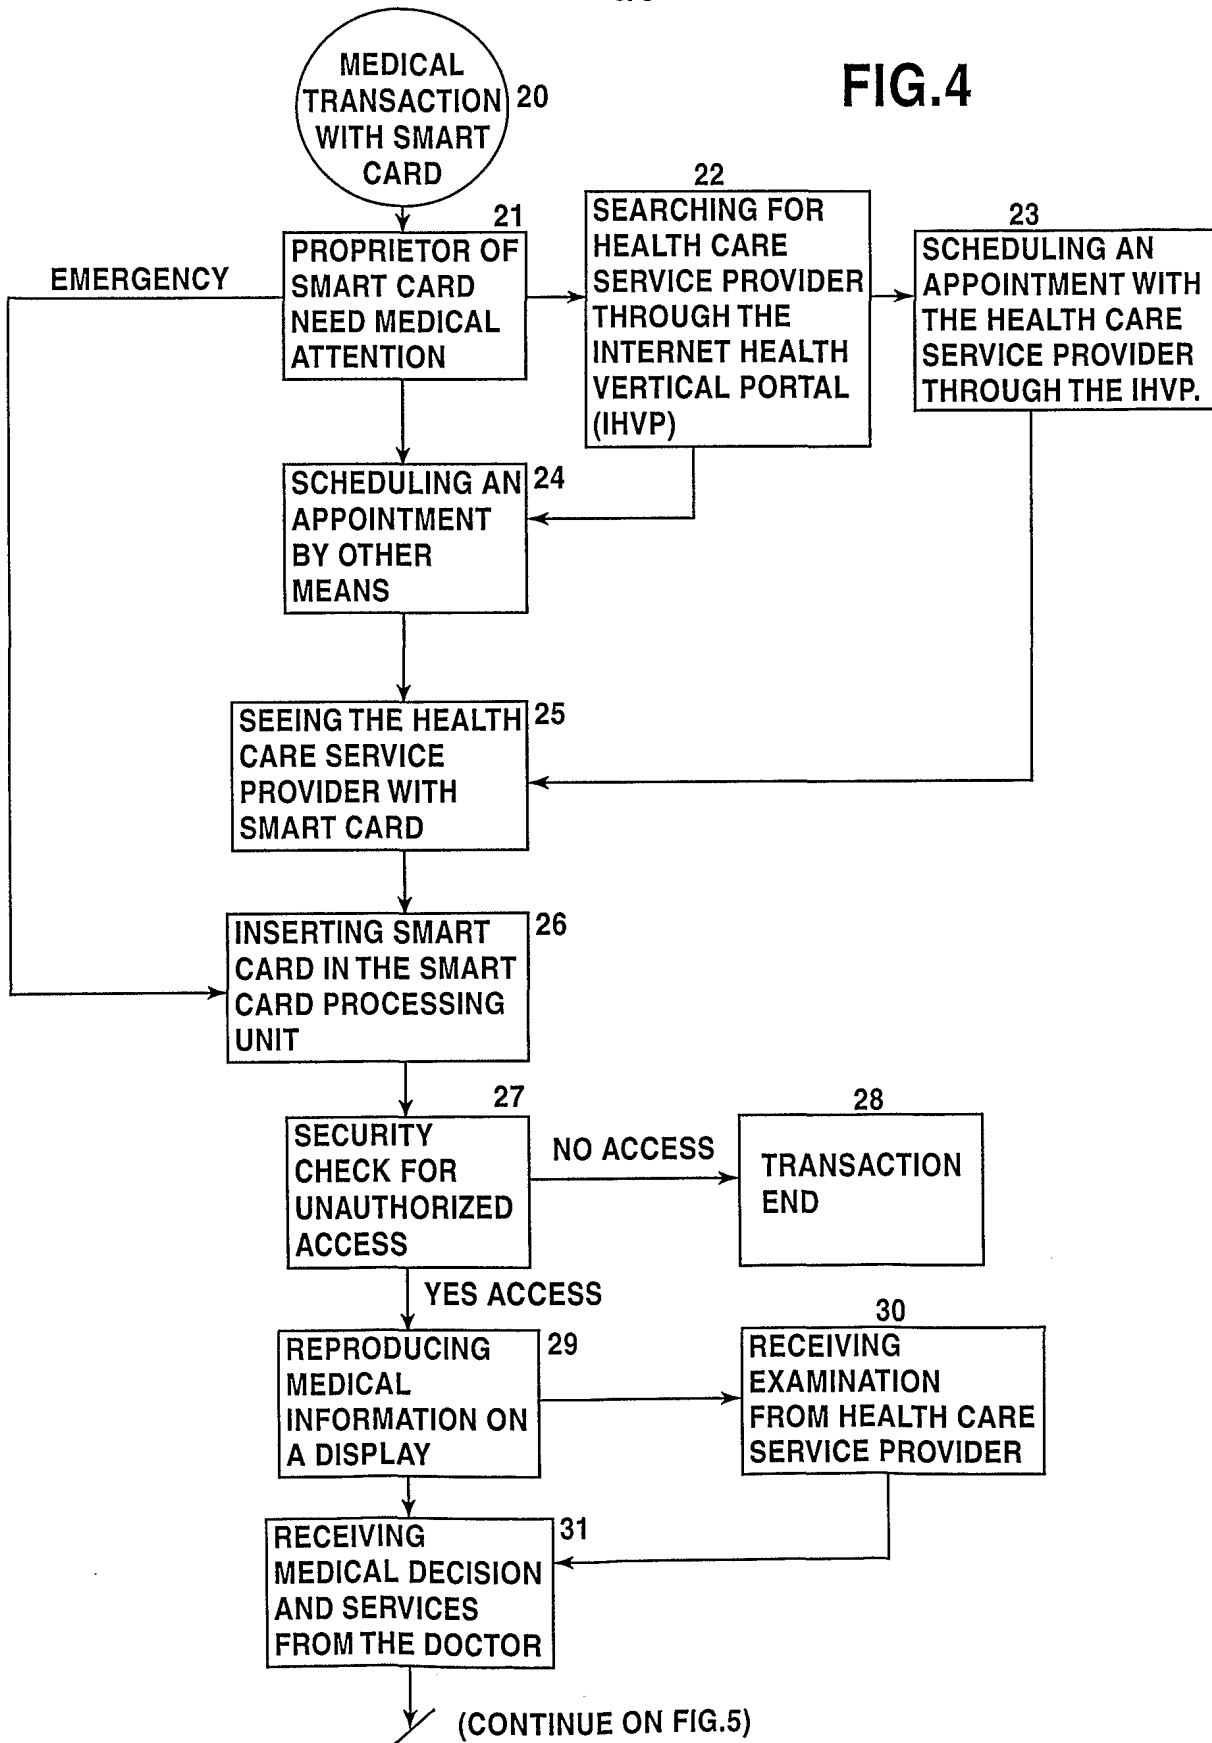 FIG.4
MEDICAL
TRANSACTION
WITH SMART
CARD
20
21
PROPRIETOR OF
SMART CARD
NEED MEDICAL
ATTENTION
EMERGENCY
22
SEARCHING FOR
HEALTH CARE
SERVICE PROVIDER
THROUGH THE
INTERNET HEALTH
VERTICAL PORTAL
(IHVP)
23
SCHEDULING AN
APPOINTMENT WITH
THE HEALTH CARE
SERVICE PROVIDER
THROUGH THE IHVP.
24
SCHEDULING AN
APPOINTMENT
BY OTHER
MEANS
25
SEEING THE HEALTH
CARE SERVICE
PROVIDER WITH
SMART CARD
26
INSERTING SMART
CARD IN THE SMART
CARD PROCESSING
UNIT
27
SECURITY
CHECK FOR
UNAUTHORIZED
ACCESS
NO ACCESS
28
TRANSACTION
END
YES ACCESS
29
REPRODUCING
MEDICAL
INFORMATION ON
A DISPLAY
30
RECEIVING
EXAMINATION
FROM HEALTH CARE
SERVICE PROVIDER
31
RECEIVING
MEDICAL DECISION
AND SERVICES
FROM THE DOCTOR
(CONTINUE ON FIG.5)